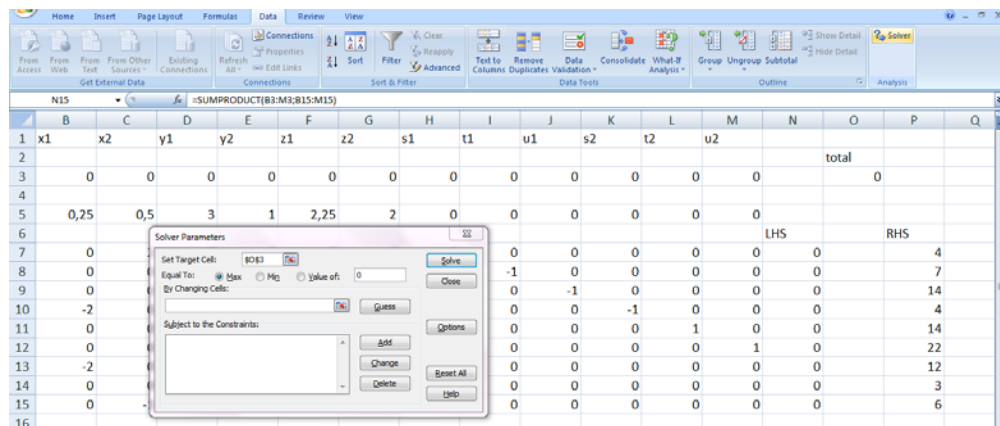 Home Insert Page Layout Formulas Data Review View
From Access From Web From Text From Other Sources Existing Connections Refresh All Connections Properties Edit Links Sort Filter Clear Reapply Advanced Text to Columns Remove Duplicates Data Validation Consolidate What-If Analysis Group Ungroup Subtotal Show Detail Hide Detail Solver
Get External Data Connections Sort & Filter Data Tools Outline Analysis
N15 fx =SUMPRODUCT(B3:M3;B15:M15)
B C D E F G H I J K L M N O P Q
1 x1 x2 y1 y2 z1 z2 s1 t1 u1 s2 t2 u2
2 total
3 0 0 0 0 0 0 0 0 0 0 0 0 0
4
5 0,25 0,5 3 1 2,25 2 0 0 0 0 0 0
6 LHS RHS
7 0 0 0 0 0 0 0 4
8 0 -1 0 0 0 0 0 7
9 0 0 -1 0 0 0 0 14
10 -2 0 0 -1 0 0 0 4
11 0 0 0 0 1 0 0 14
12 0 0 0 0 0 1 0 22
13 -2 0 0 0 0 0 0 12
14 0 0 0 0 0 0 0 3
15 0 0 0 0 0 0 0 6
16
Solver Parameters
Set Target Cell: $O$3 Solve
Equal To: Max Min Value of: 0 Close
By Changing Cells:
Guess
Subject to the Constraints: Options
Add
Change
Reset All
Delete
Help